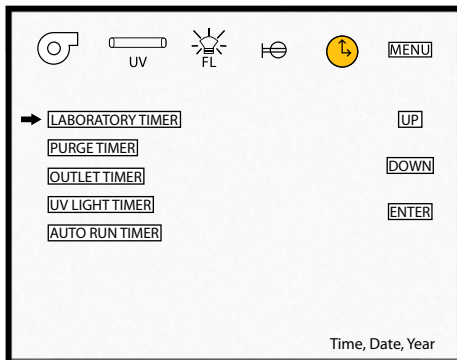 UV
FL
MENU
LABORATORY TIMER
UP
PURGE TIMER
DOWN
OUTLET TIMER
UV LIGHT TIMER
ENTER
AUTO RUN TIMER
Time, Date, Year